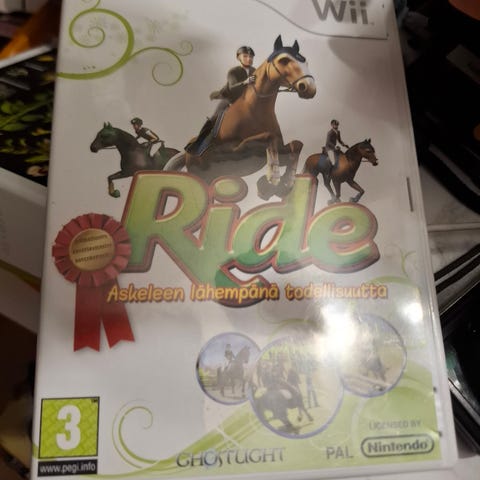 Wii
Ride
Askeleen lähempänä todellisuutta
3
www.pegi.info
GHOSTLIGHT
PAL
LICENSED BY
Nintendo